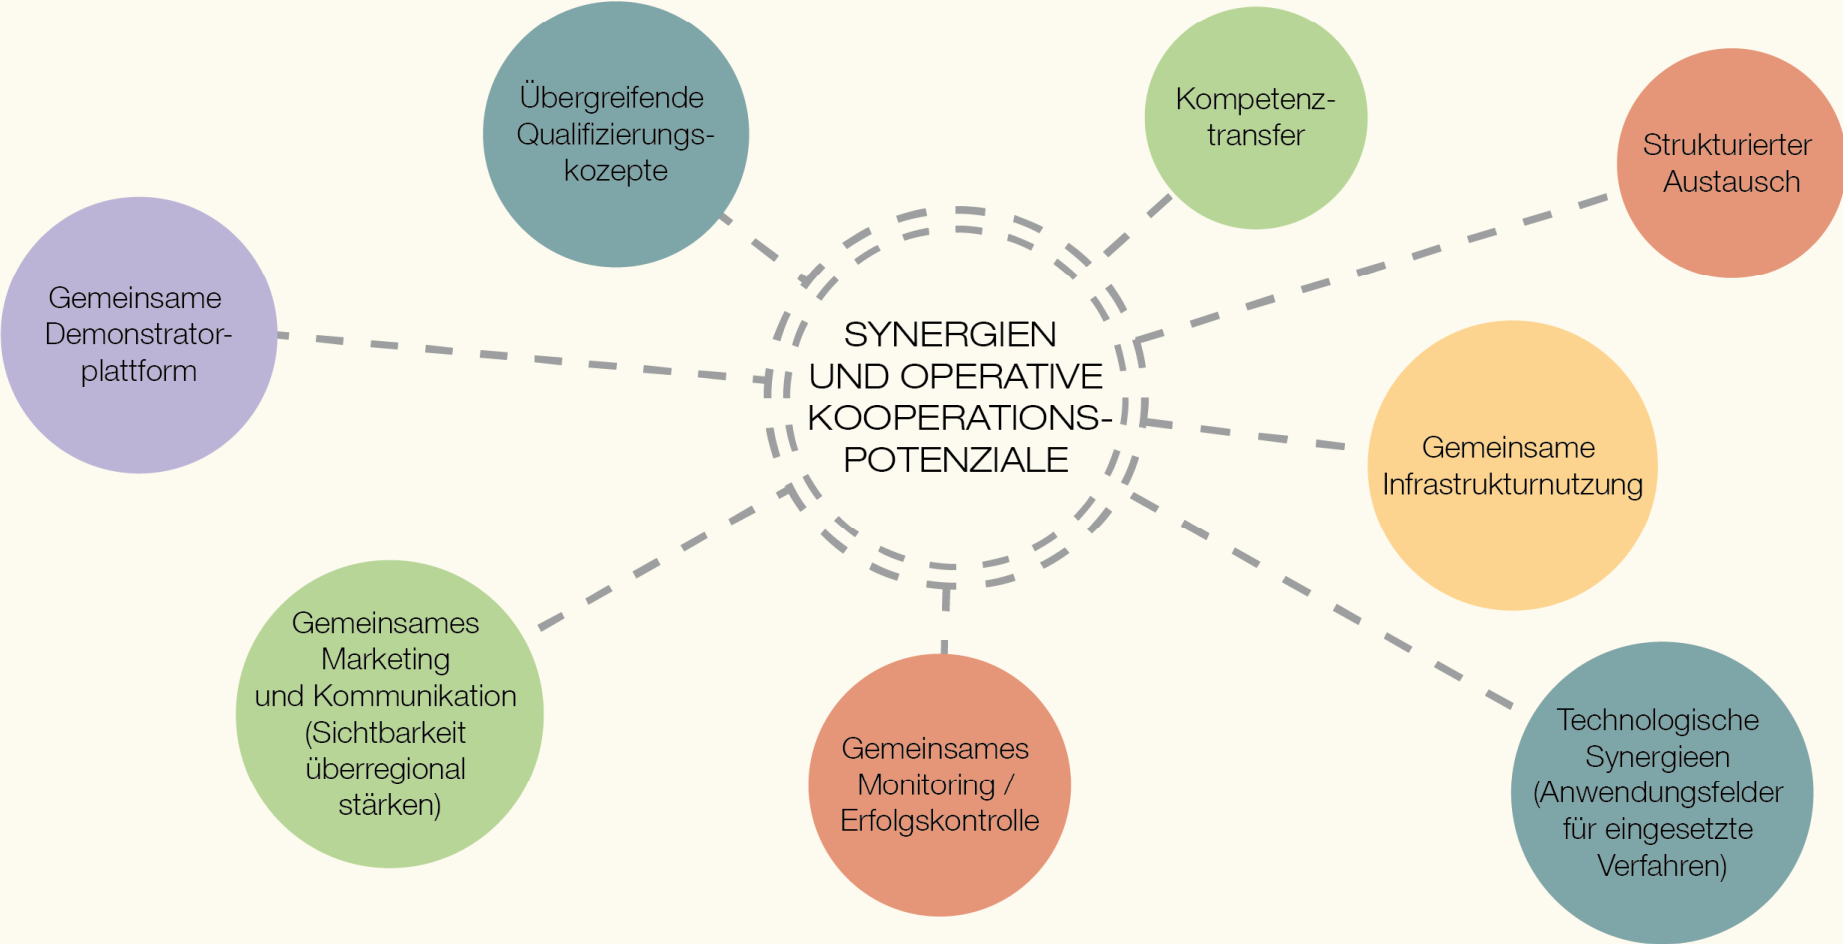 Übergreifende
Qualifizierungs-
kozepte
Kompetenz-
transfer
Strukturierter
Austausch
Gemeinsame
Demonstrator-
plattform
SYNERGIEN
UND OPERATIVE
KOOPERATIONS-
POTENZIALE
Gemeinsame
Infrastrukturnutzung
Gemeinsames
Marketing
und Kommunikation
(Sichtbarkeit
überregional
stärken)
Gemeinsames
Monitoring /
Erfolgskontrolle
Technologische
Synergieen
(Anwendungsfelder
für eingesetzte
Verfahren)